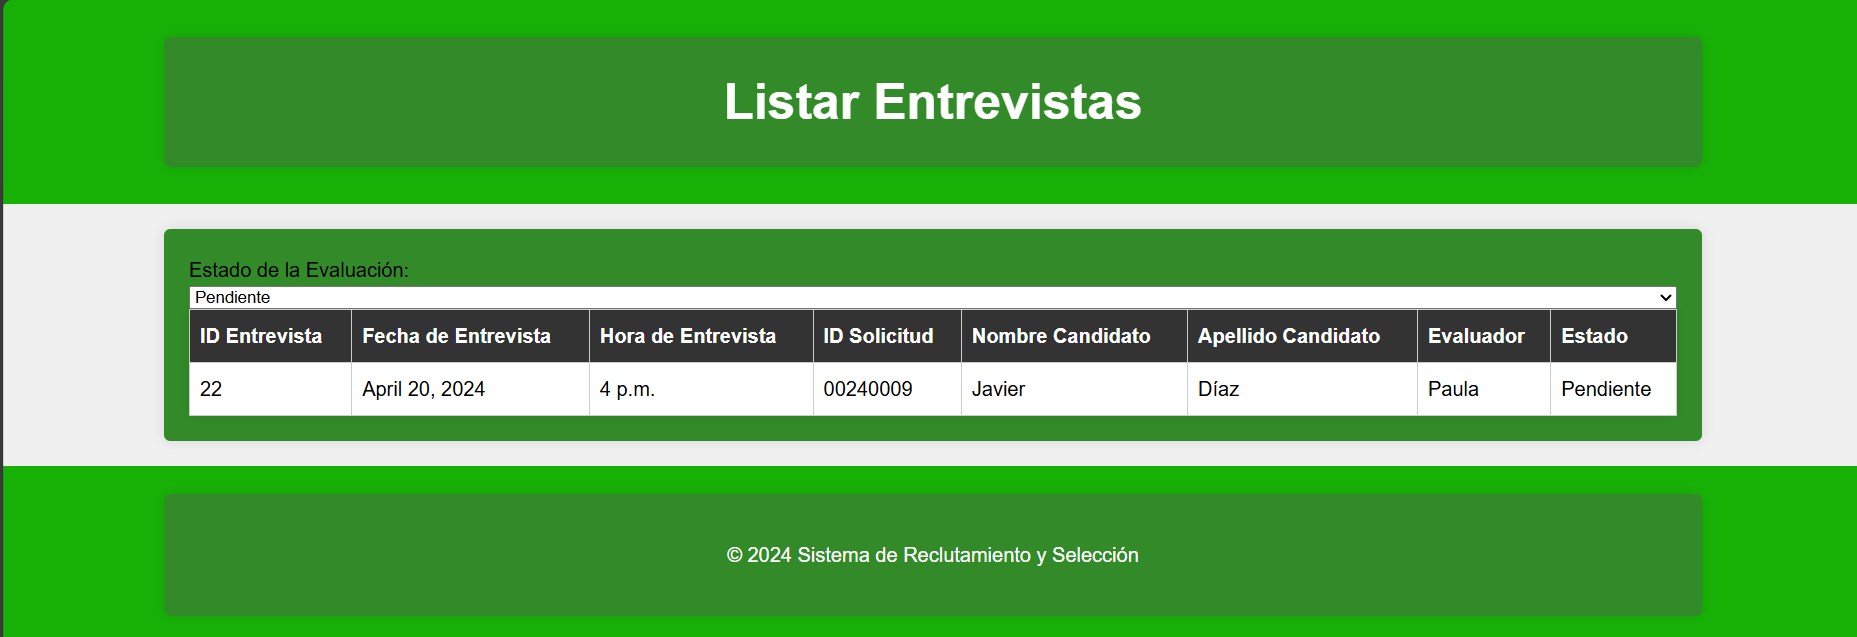 Listar Entrevistas
Estado de la Evaluación:
Pendiente
ID Entrevista Fecha de Entrevista Hora de Entrevista ID Solicitud Nombre Candidato Apellido Candidato Evaluador Estado
22 April 20, 2024 4 p.m. 00240009 Javier Díaz Paula Pendiente
© 2024 Sistema de Reclutamiento y Selección